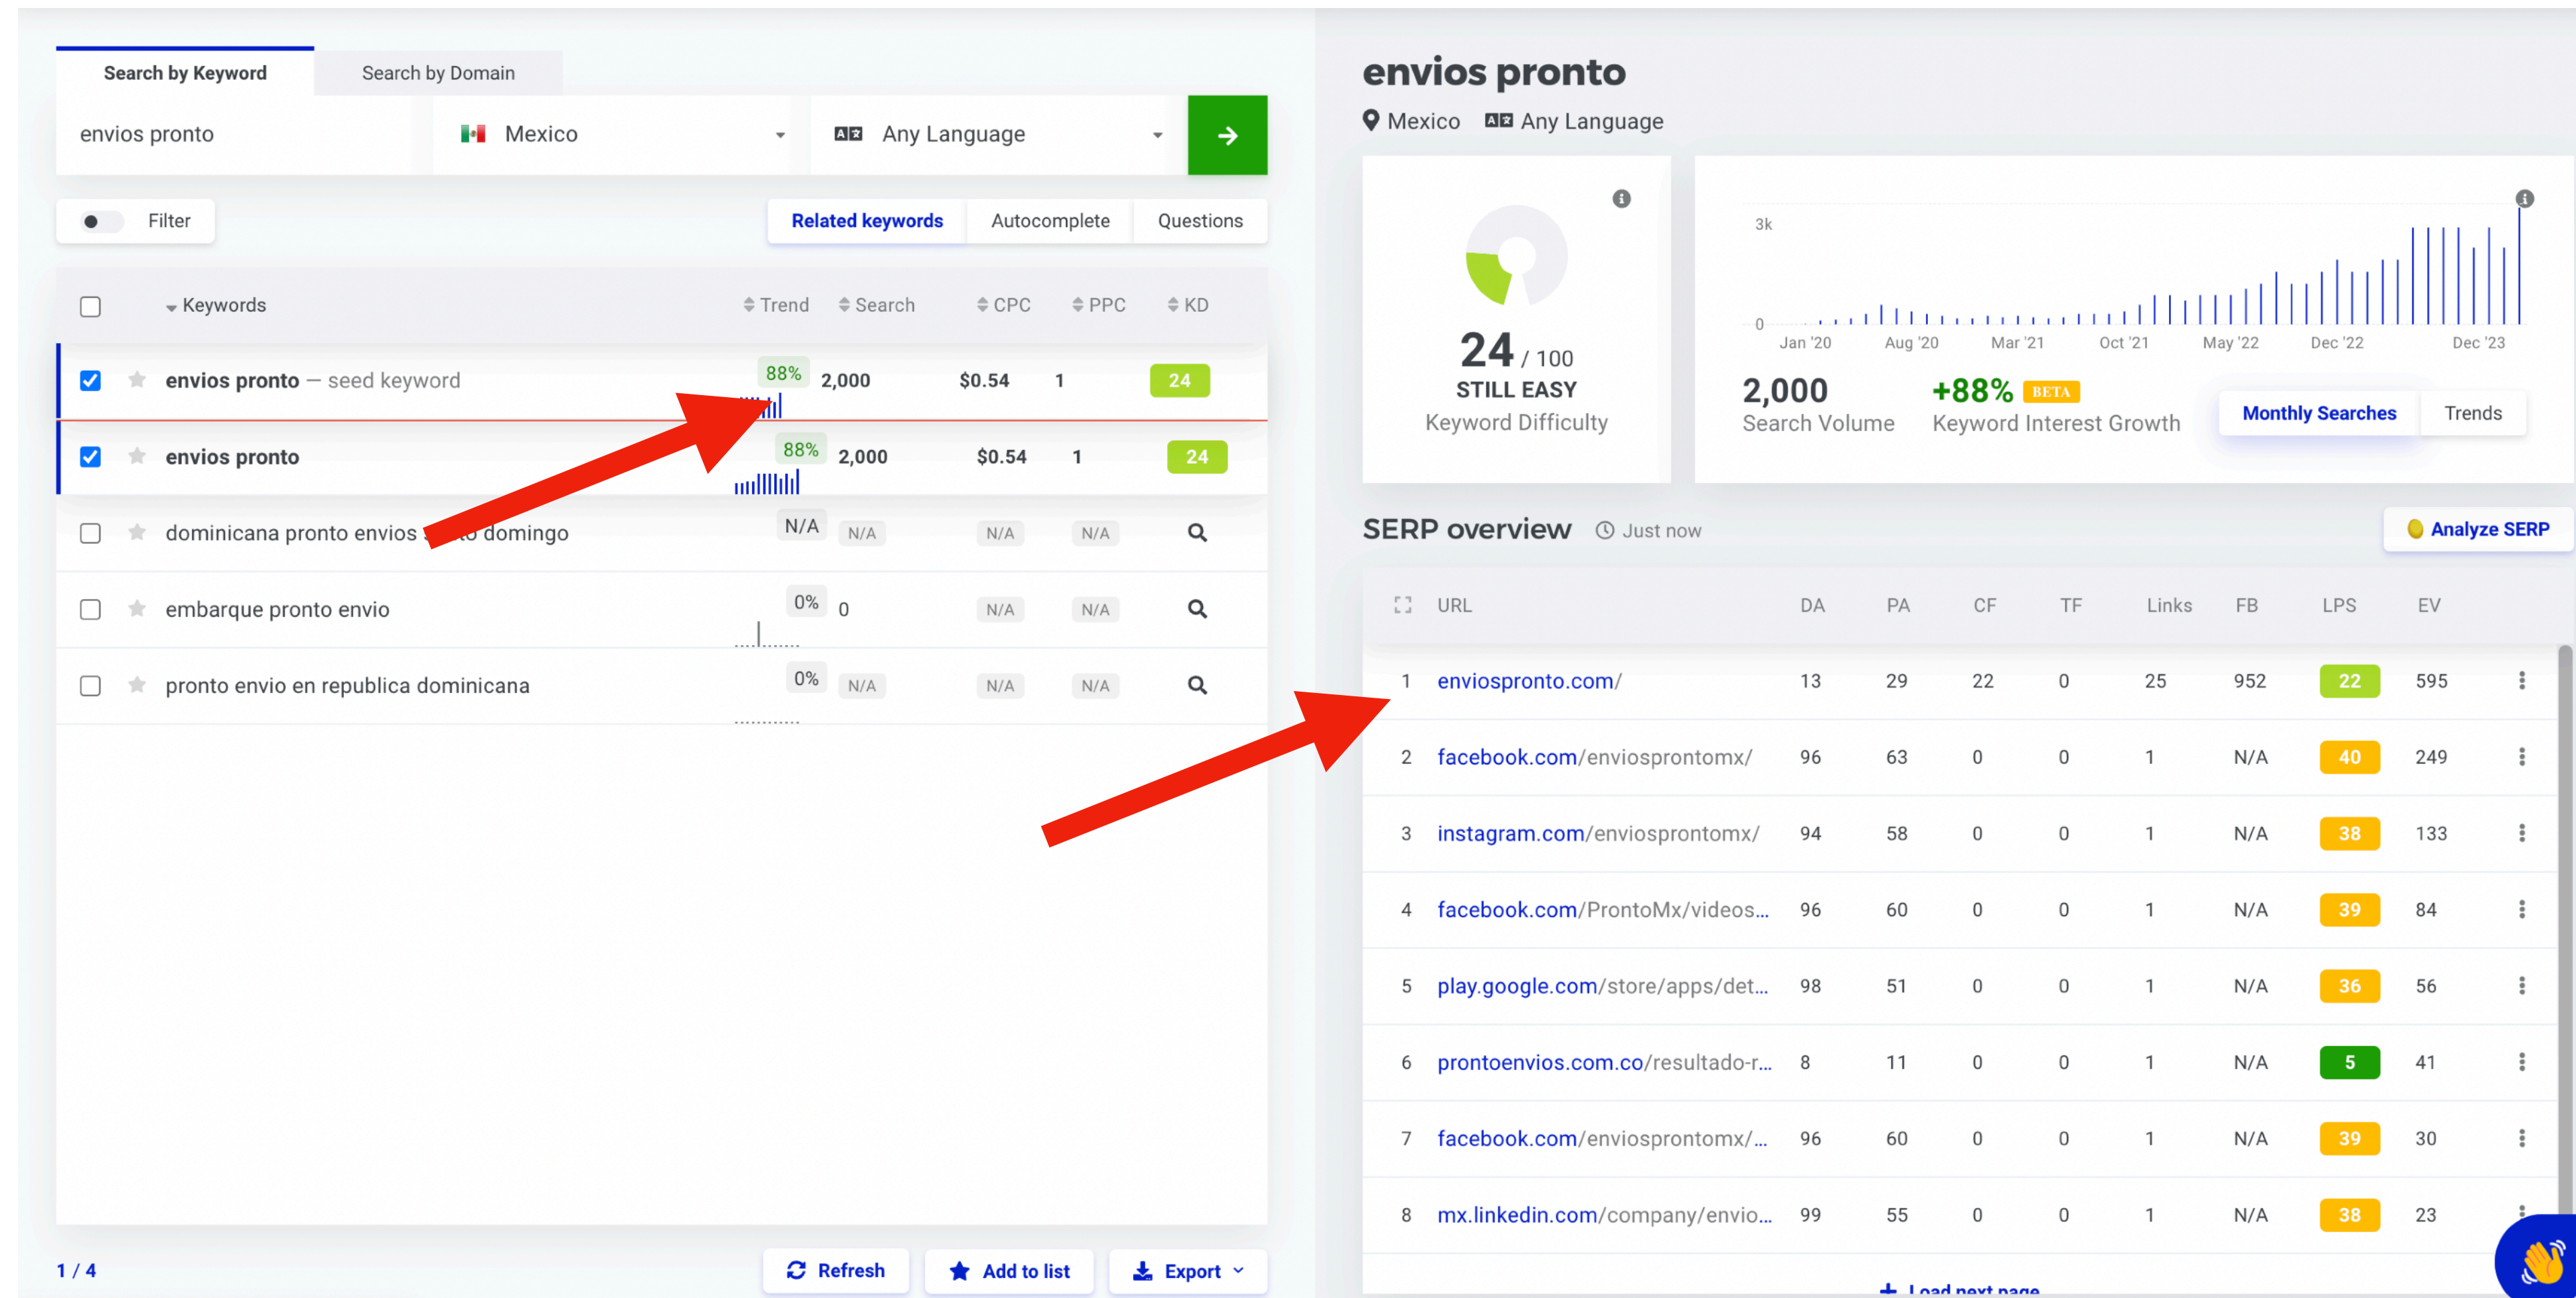 Search by Keyword Search by Domain
envios pronto Mexico Any Language
Filter Related keywords Autocomplete Questions
Keywords Trend Search CPC PPC KD
envios pronto — seed keyword 88% 2,000 $0.54 1 24
envios pronto 88% 2,000 $0.54 1 24
dominicana pronto envios domingo N/A N/A N/A N/A
embarque pronto envio 0% 0 N/A N/A
pronto envio en republica dominicana 0% N/A N/A N/A
1 / 4 Refresh Add to list Export
envios pronto
Mexico Any Language
24 / 100
STILL EASY
Keyword Difficulty
3k
0
Jan '20 Aug '20 Mar '21 Oct '21 May '22 Dec '22 Dec '23
2,000 +88% BETA
Search Volume Keyword Interest Growth
Monthly Searches Trends
SERP overview Just now Analyze SERP
URL DA PA CF TF Links FB LPS EV
1 enviospronto.com/ 13 29 22 0 25 952 22 595
2 facebook.com/enviosprontomx/ 96 63 0 0 1 N/A 40 249
3 instagram.com/enviosprontomx/ 94 58 0 0 1 N/A 38 133
4 facebook.com/ProntoMx/videos... 96 60 0 0 1 N/A 39 84
5 play.google.com/store/apps/det... 98 51 0 0 1 N/A 36 56
6 prontoenvios.com.co/resultado-r... 8 11 0 0 1 N/A 5 41
7 facebook.com/enviosprontomx/... 96 60 0 0 1 N/A 39 30
8 mx.linkedin.com/company/envio... 99 55 0 0 1 N/A 38 23
+ Load next page